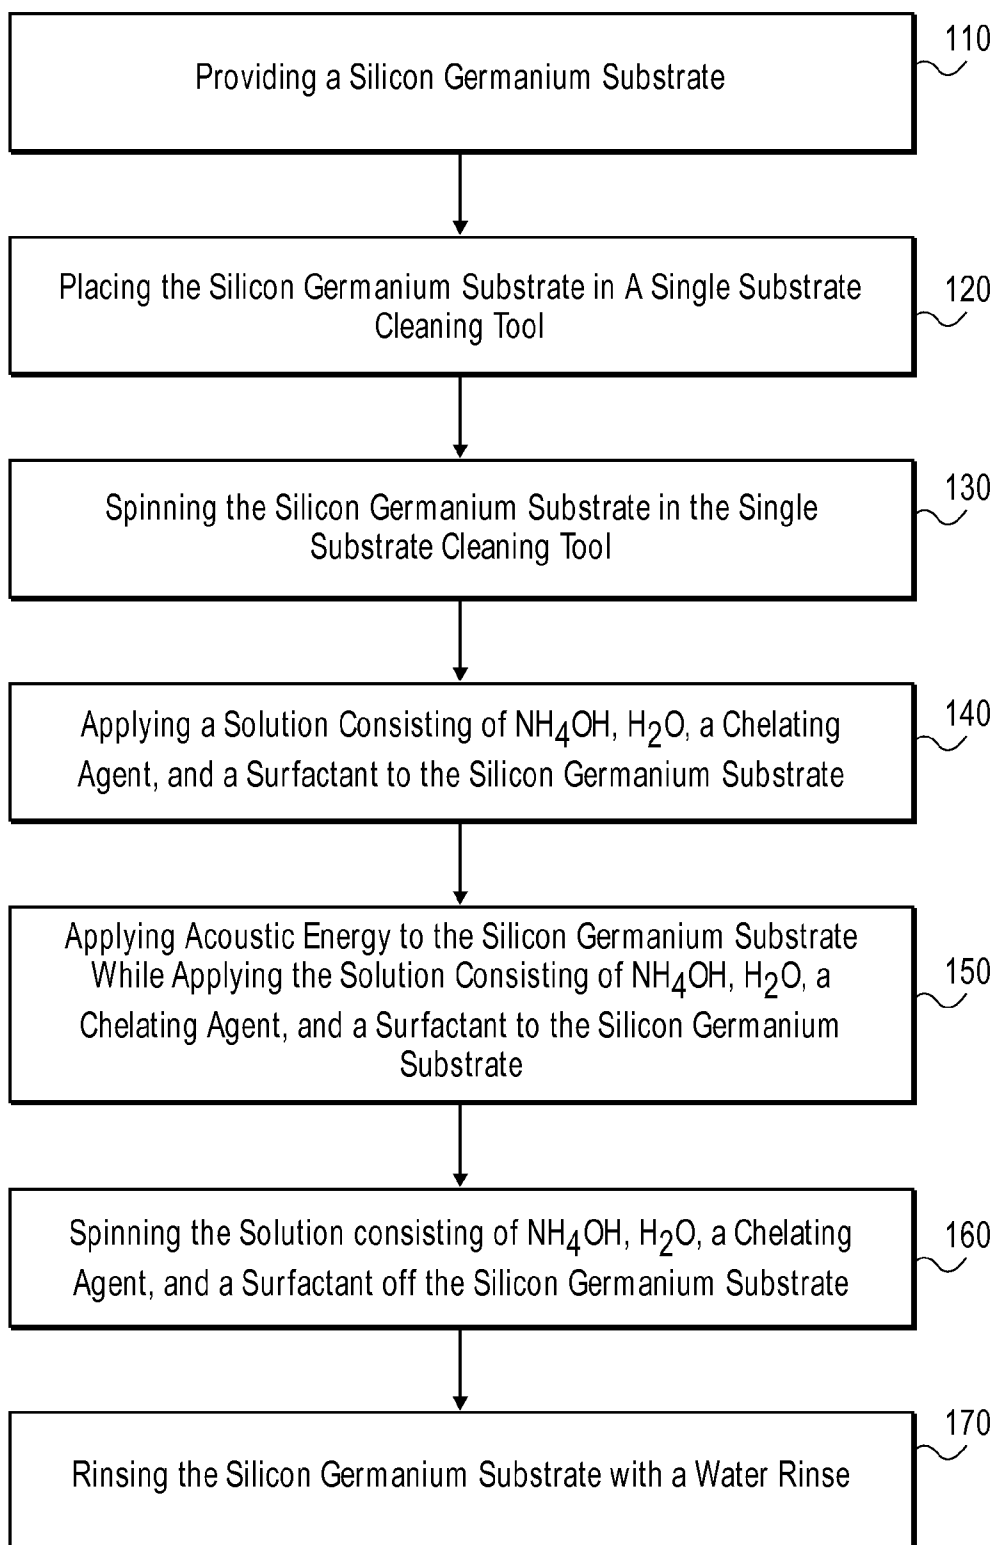 110
Providing a Silicon Germanium Substrate
120
Placing the Silicon Germanium Substrate in A Single Substrate
Cleaning Tool
130
Spinning the Silicon Germanium Substrate in the Single
Substrate Cleaning Tool
140
Applying a Solution Consisting of NH4OH, H2O, a Chelating
Agent, and a Surfactant to the Silicon Germanium Substrate
150
Applying Acoustic Energy to the Silicon Germanium Substrate
While Applying the Solution Consisting of NH4OH, H2O, a
Chelating Agent, and a Surfactant to the Silicon Germanium
Substrate
160
Spinning the Solution consisting of NH4OH, H2O, a Chelating
Agent, and a Surfactant off the Silicon Germanium Substrate
170
Rinsing the Silicon Germanium Substrate with a Water Rinse